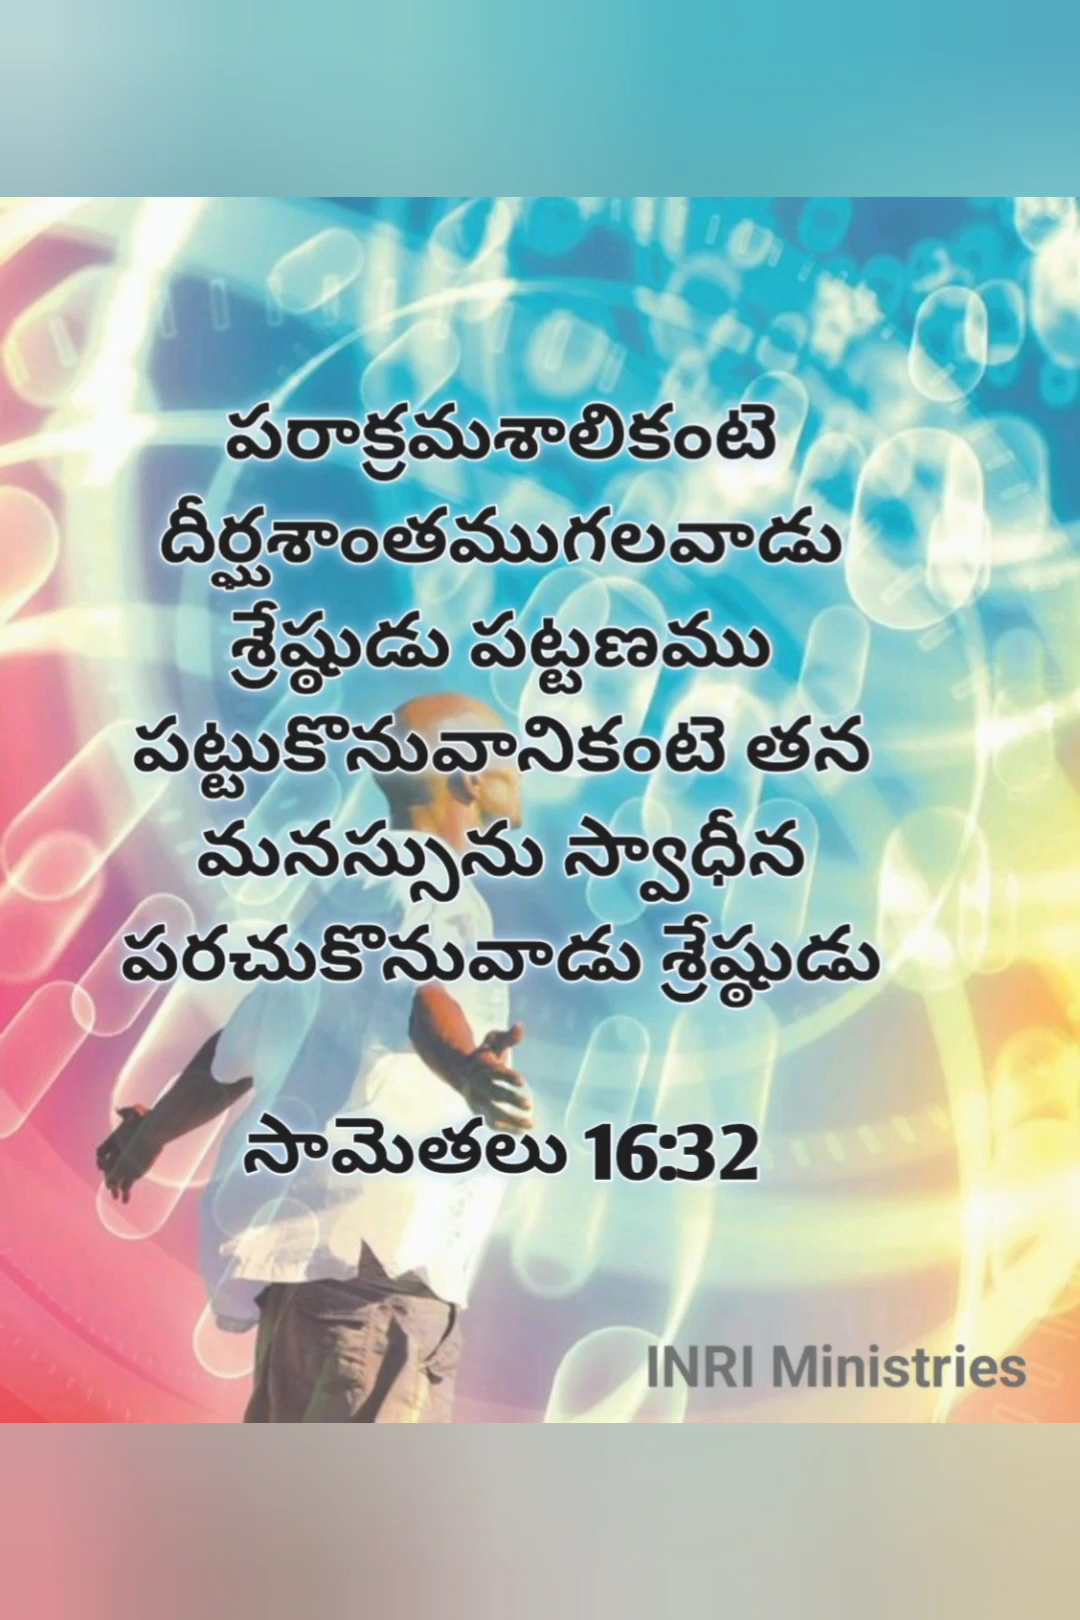 పరాక్రమశాలికంటె
దీర్ఘశాంతముగలవాడు
శ్రేష్ఠుడు పట్టణము
పట్టుకొనువానికంటె తన
మనస్సును స్వాధీన
పరచుకొనువాడు శ్రేష్ఠుడు
సామెతలు 16:32
INRI Ministries